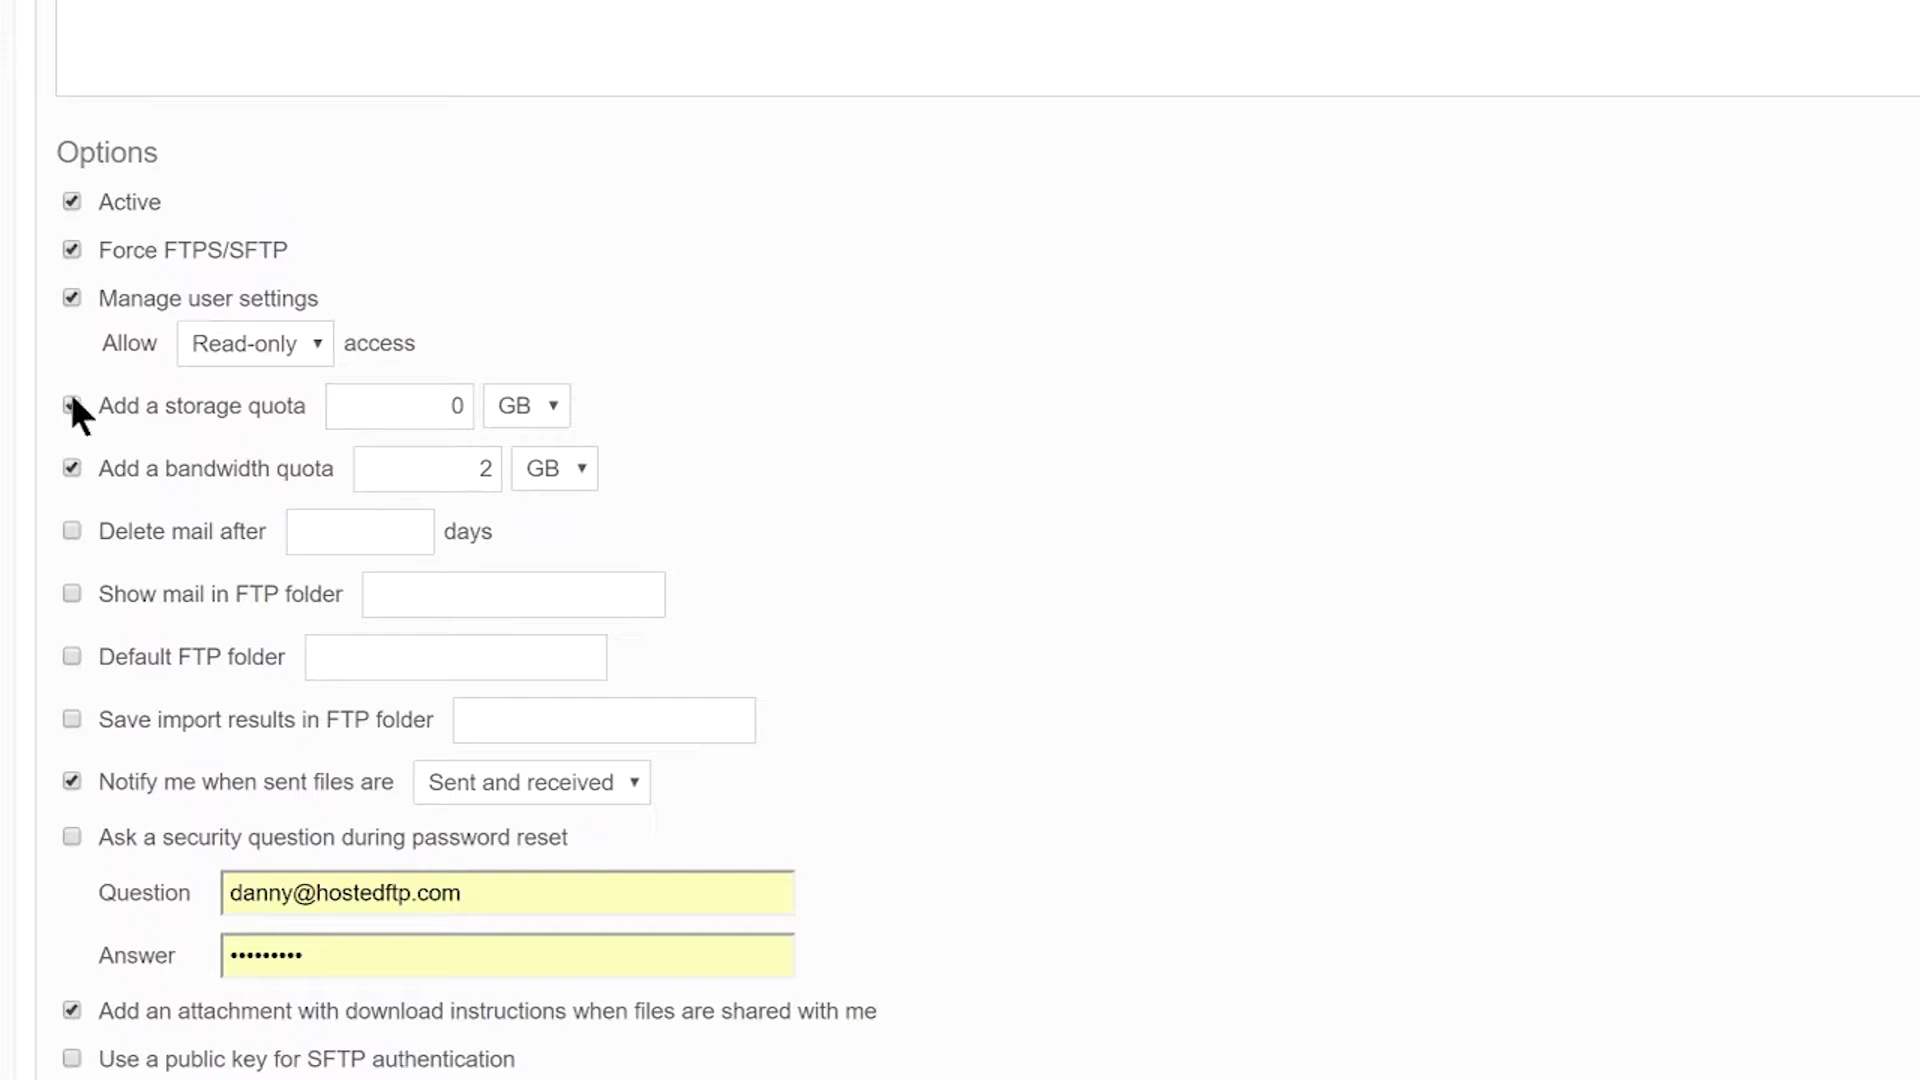 Options
Active
Force FTPS/SFTP
Manage user settings
Allow Read-only access
Add a storage quota 0 GB
Add a bandwidth quota 2 GB
Delete mail after days
Show mail in FTP folder
Default FTP folder
Save import results in FTP folder
Notify me when sent files are Sent and received
Ask a security question during password reset
Question danny@hostedftp.com
Answer •••••••••
Add an attachment with download instructions when files are shared with me
Use a public key for SFTP authentication